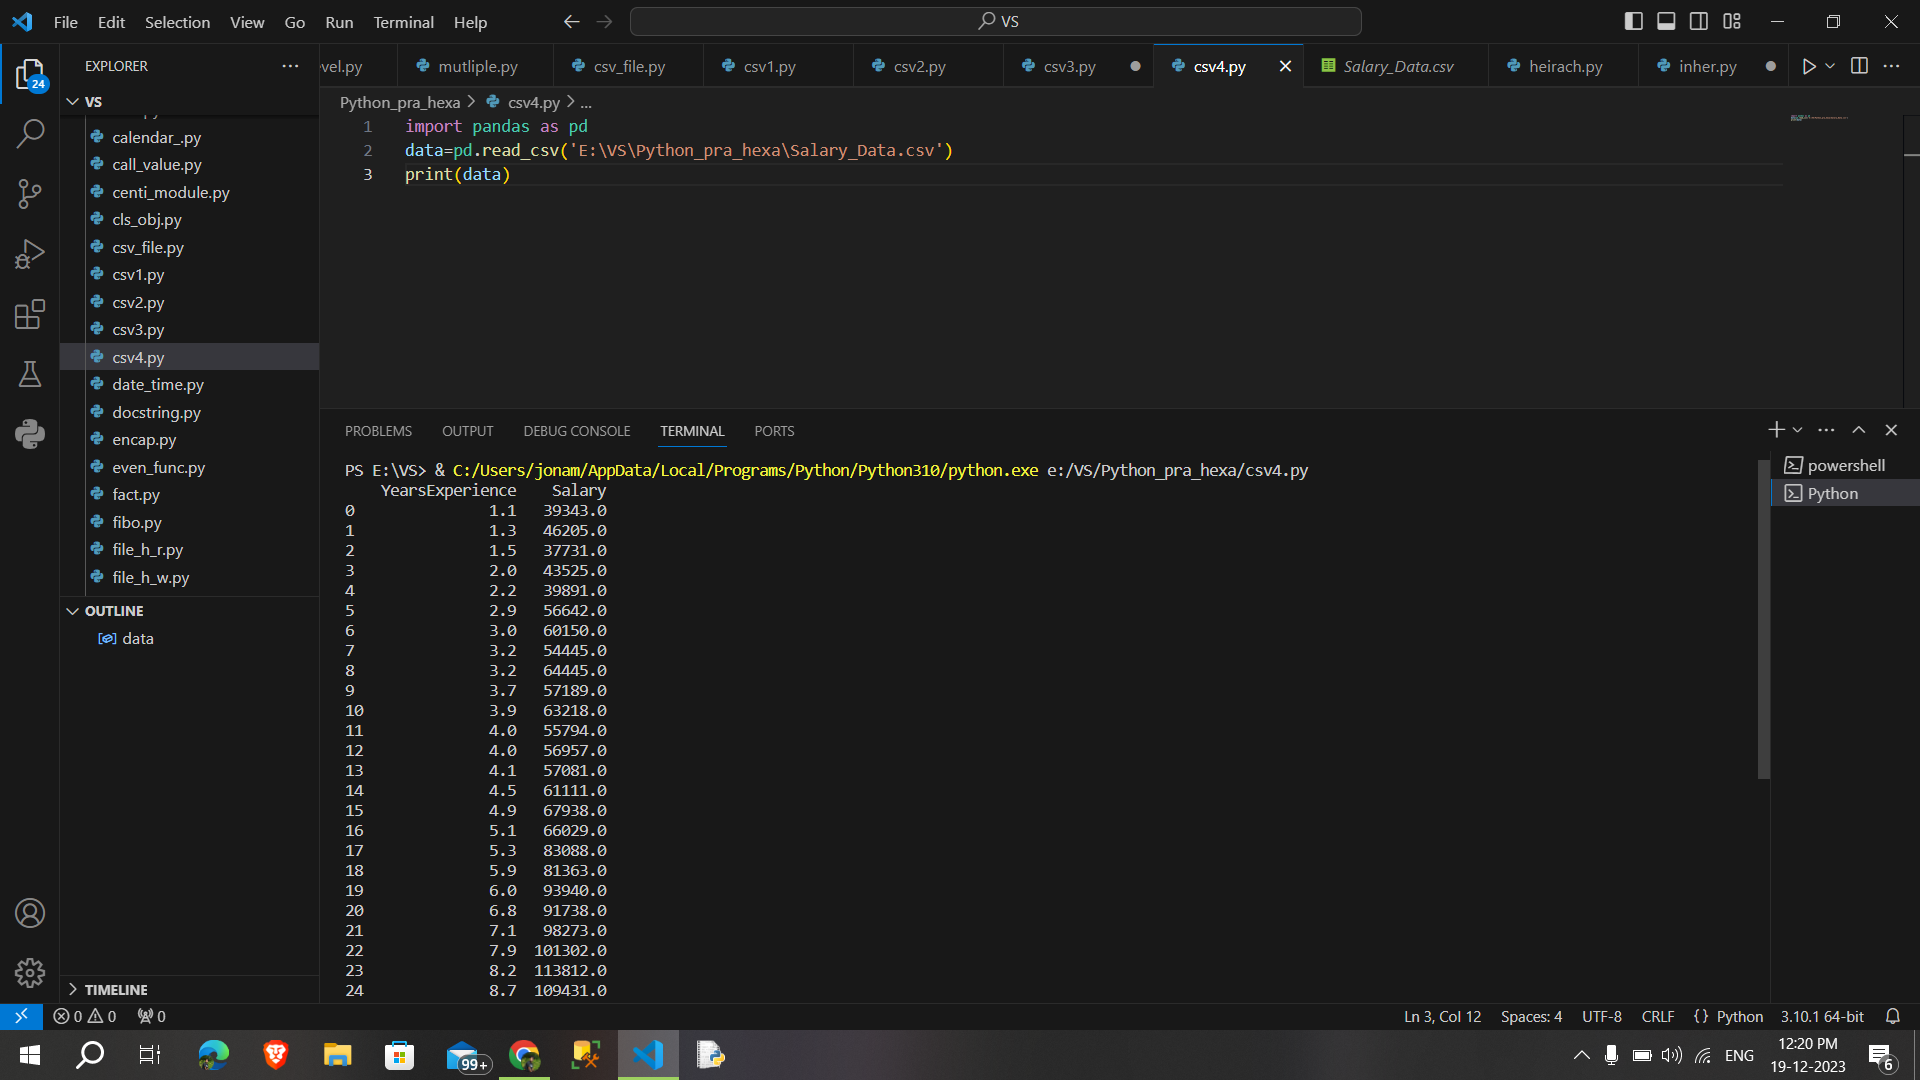 File Edit Selection View Go Run Terminal Help
VS
EXPLORER
24
evel.py mutliple.py csv_file.py csv1.py csv2.py csv3.py csv4.py Salary_Data.csv heirach.py inher.py
VS
Python_pra_hexa > csv4.py > ...
calendar_.py
call_value.py
centi_module.py
cls_obj.py
csv_file.py
csv1.py
csv2.py
csv3.py
csv4.py
date_time.py
docstring.py
encap.py
even_func.py
fact.py
fibo.py
file_h_r.py
file_h_w.py
OUTLINE
data
TIMELINE
1 import pandas as pd
2 data=pd.read_csv('E:\VS\Python_pra_hexa\Salary_Data.csv')
3 print(data)
PROBLEMS OUTPUT DEBUG CONSOLE TERMINAL PORTS
powershell
Python
PS E:\VS> & C:/Users/jonam/AppData/Local/Programs/Python/Python310/python.exe e:/VS/Python_pra_hexa/csv4.py
YearsExperience Salary
0 1.1 39343.0
1 1.3 46205.0
2 1.5 37731.0
3 2.0 43525.0
4 2.2 39891.0
5 2.9 56642.0
6 3.0 60150.0
7 3.2 54445.0
8 3.2 64445.0
9 3.7 57189.0
10 3.9 63218.0
11 4.0 55794.0
12 4.0 56957.0
13 4.1 57081.0
14 4.5 61111.0
15 4.9 67938.0
16 5.1 66029.0
17 5.3 83088.0
18 5.9 81363.0
19 6.0 93940.0
20 6.8 91738.0
21 7.1 98273.0
22 7.9 101302.0
23 8.2 113812.0
24 8.7 109431.0
0 0 0
Ln 3, Col 12 Spaces: 4 UTF-8 CRLF {} Python 3.10.1 64-bit
99+
ENG
12:20 PM
19-12-2023
6